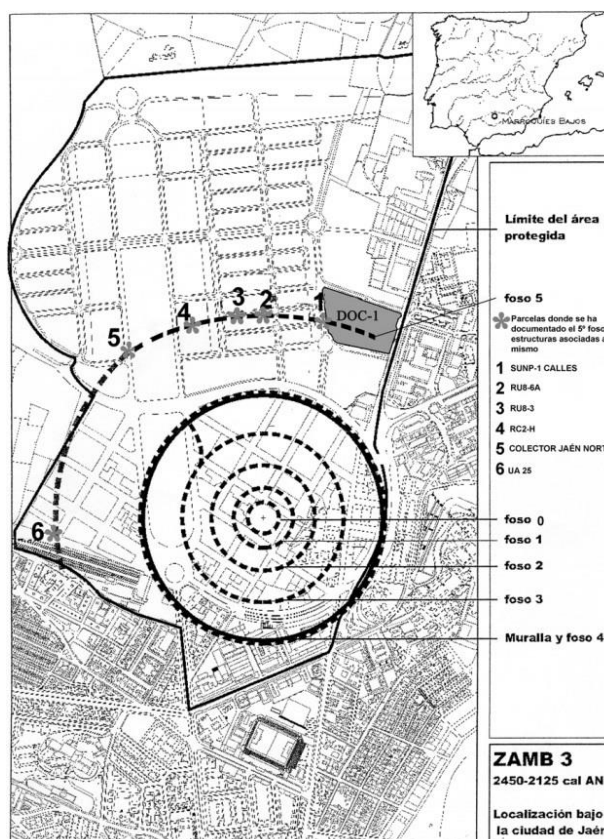 MARROQUÍES BAJOS
Límite del área
protegida
foso 5
Parcelas donde se ha
documentado el 5º foso
estructuras asociadas a
mismo
1 SUNP-1 CALLES
2 RU8-6A
3 RU8-3
4 RC2-H
5 COLECTOR JAÉN NORT
6 UA 25
foso 0
foso 1
foso 2
foso 3
Muralla y foso 4
ZAMB 3
2450-2125 cal AN
Localización bajo
la ciudad de Jaé
DOC-1
1
2
3
4
5
6